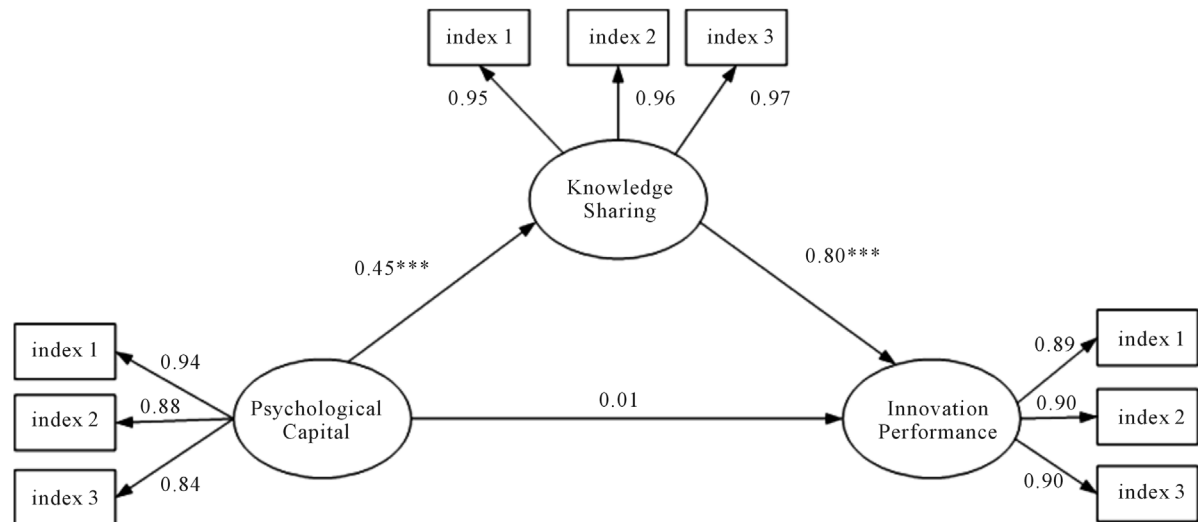 index 1
index 2
index 3
0.95
0.96
0.97
Knowledge
Sharing
0.45***
0.80***
index 1
index 2
index 3
0.94
0.88
0.84
Psychological
Capital
0.01
Innovation
Performance
0.89
0.90
0.90
index 1
index 2
index 3